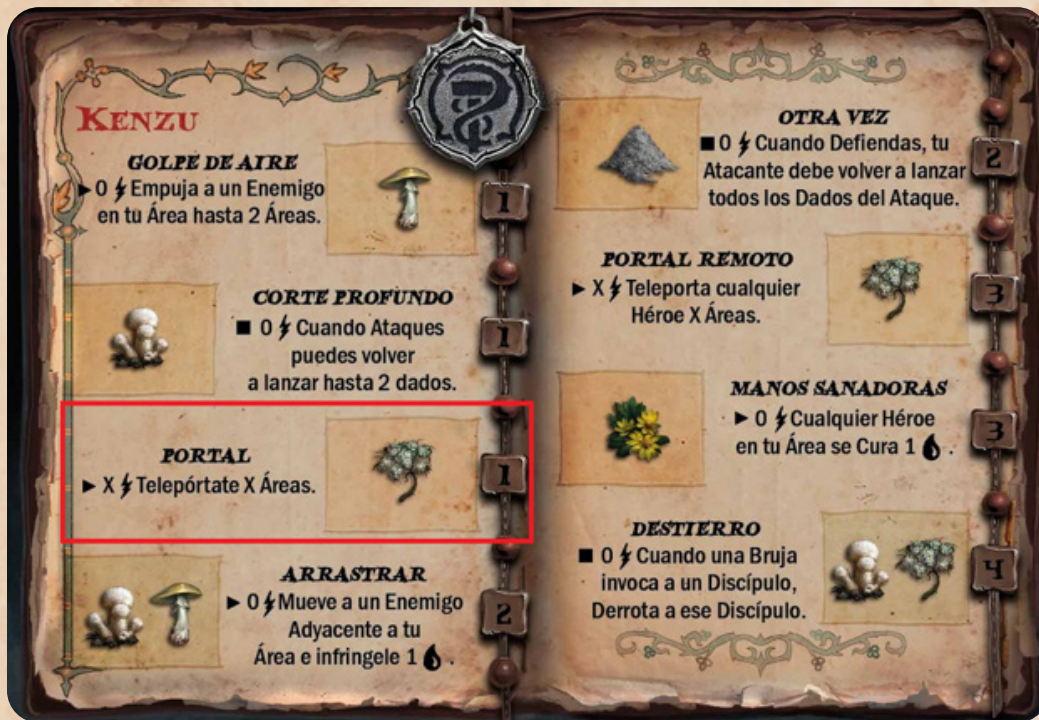 KENZU
GOLPE DE AIRE
► 0 ⚡ Empuja a un Enemigo
en tu Área hasta 2 Áreas.
1
CORTE PROFUNDO
■ 0 ⚡ Cuando Ataques
puedes volver
a lanzar hasta 2 dados.
1
PORTAL
► X ⚡ Telepórtate X Áreas.
1
ARRASTRAR
► 0 ⚡ Mueve a un Enemigo
Adyacente a tu
Área e infringele 1 💧 .
2
OTRA VEZ
■ 0 ⚡ Cuando Defiendas, tu
Atacante debe volver a lanzar
todos los Dados del Ataque.
2
PORTAL REMOTO
► X ⚡ Teleporta cualquier
Héroe X Áreas.
3
MANOS SANADORAS
► 0 ⚡ Cualquier Héroe
en tu Área se Cura 1 💧 .
3
DESTIERRO
■ 0 ⚡ Cuando una Bruja
invoca a un Discípulo,
Derrota a ese Discípulo.
4